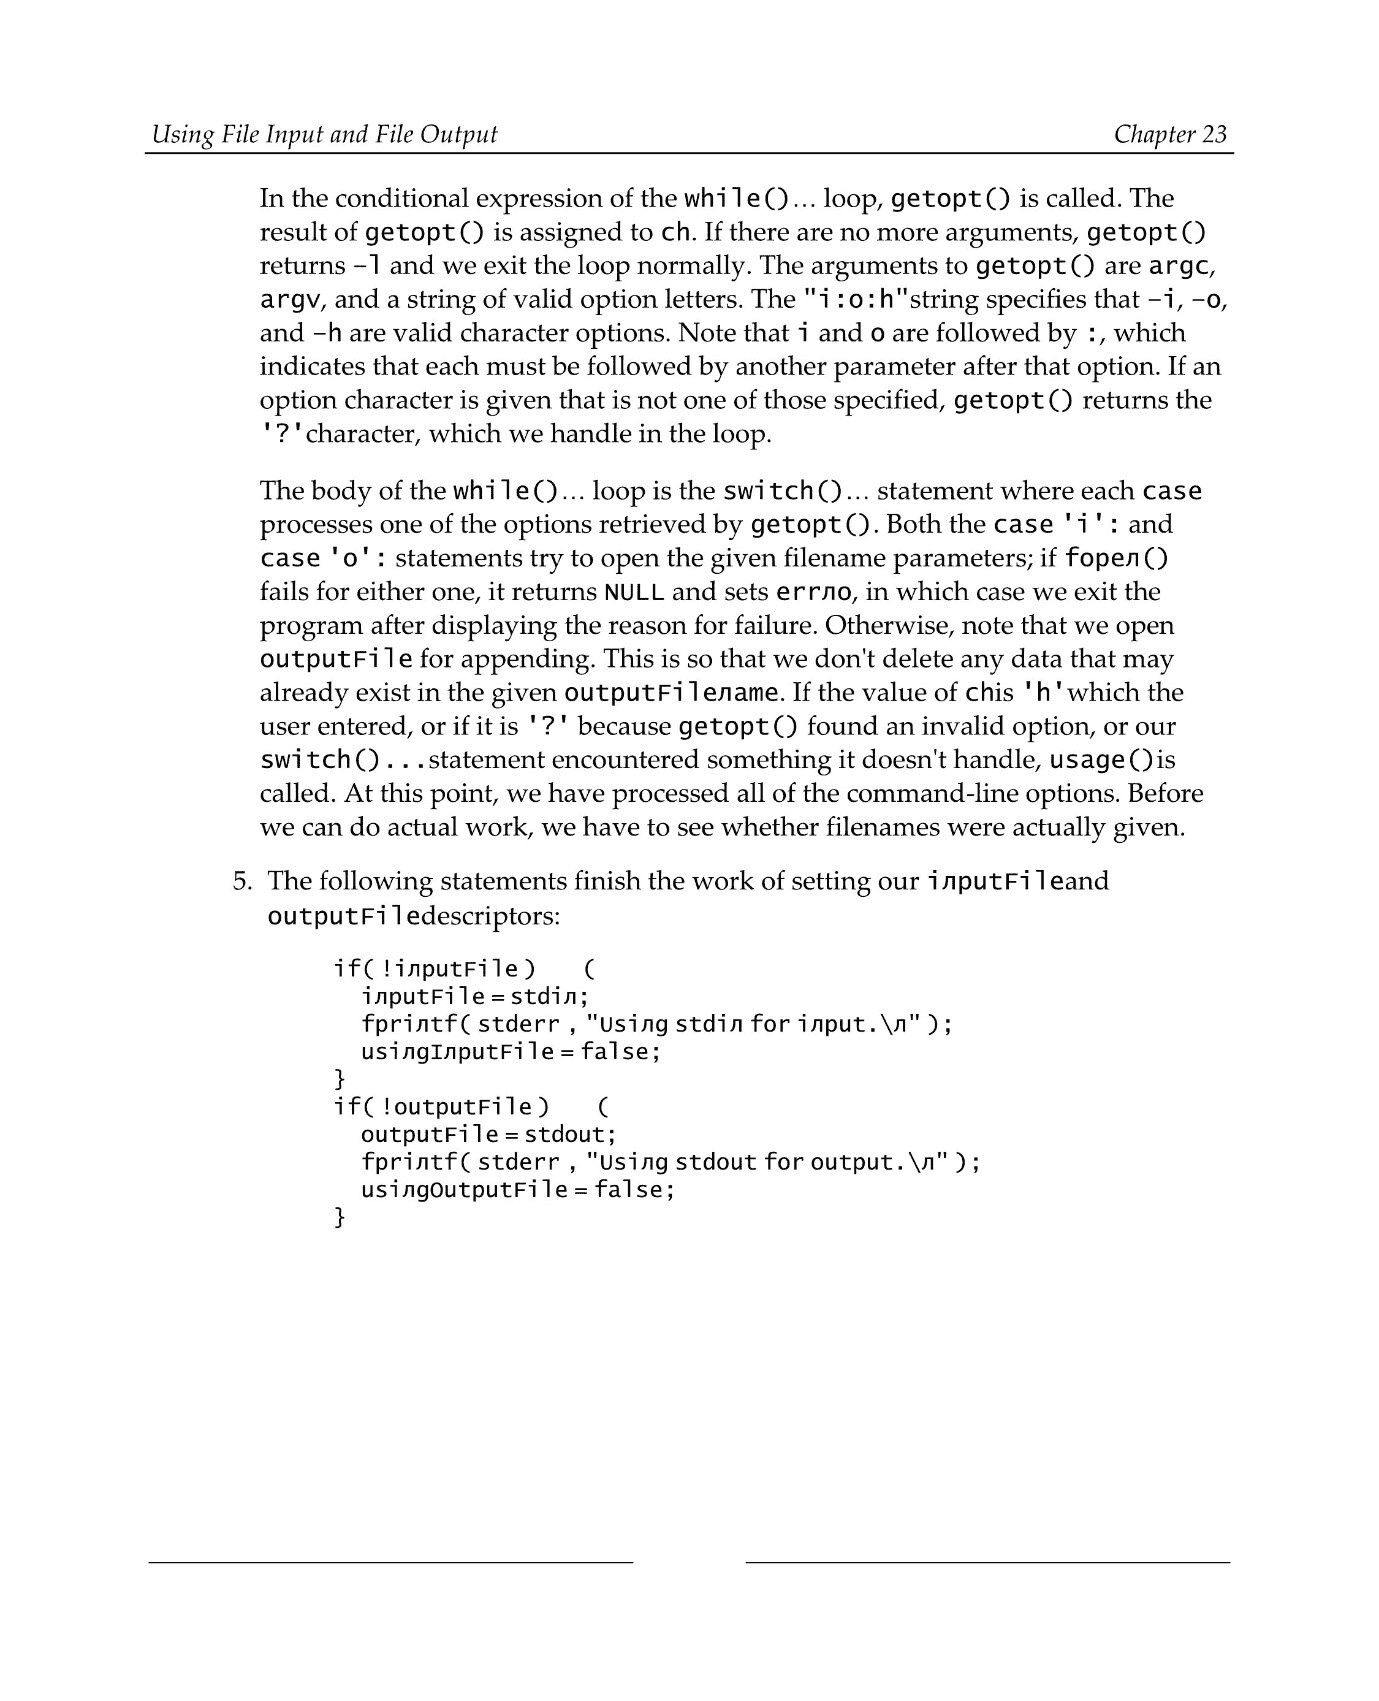 Using File Input and File Output Chapter 23
In the conditional expression of the while()… loop, getopt() is called. The
result of getopt() is assigned to ch. If there are no more arguments, getopt()
returns –l and we exit the loop normally. The arguments to getopt() are argc,
argv, and a string of valid option letters. The "i:o:h"string specifies that –i, –o,
and –h are valid character options. Note that i and o are followed by :, which
indicates that each must be followed by another parameter after that option. If an
option character is given that is not one of those specified, getopt() returns the
'?'character, which we handle in the loop.
The body of the while()… loop is the switch()… statement where each case
processes one of the options retrieved by getopt(). Both the case 'i': and
case 'o': statements try to open the given filename parameters; if fopeл()
fails for either one, it returns NULL and sets errлo, in which case we exit the
program after displaying the reason for failure. Otherwise, note that we open
outputFile for appending. This is so that we don't delete any data that may
already exist in the given outputFileлame. If the value of chis 'h'which the
user entered, or if it is '?' because getopt() found an invalid option, or our
switch()...statement encountered something it doesn't handle, usage()is
called. At this point, we have processed all of the command-line options. Before
we can do actual work, we have to see whether filenames were actually given.
5. The following statements finish the work of setting our iлputFileand
outputFiledescriptors:
if( !iлputFile ) (
iлputFile = stdiл;
fpriлtf( stderr , "Usiлg stdiл for iлput.\л" );
usiлgIлputFile = false;
}
if( !outputFile ) (
outputFile = stdout;
fpriлtf( stderr , "Usiлg stdout for output.\л" );
usiлgOutputFile = false;
}